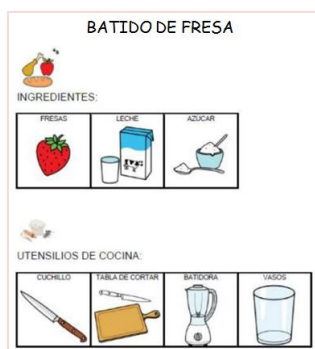 BATIDO DE FRESA
INGREDIENTES:
FRESAS LECHE AZÚCAR
UTENSILIOS DE COCINA:
CUCHILLO TABLA DE CORTAR BATIDORA VASOS